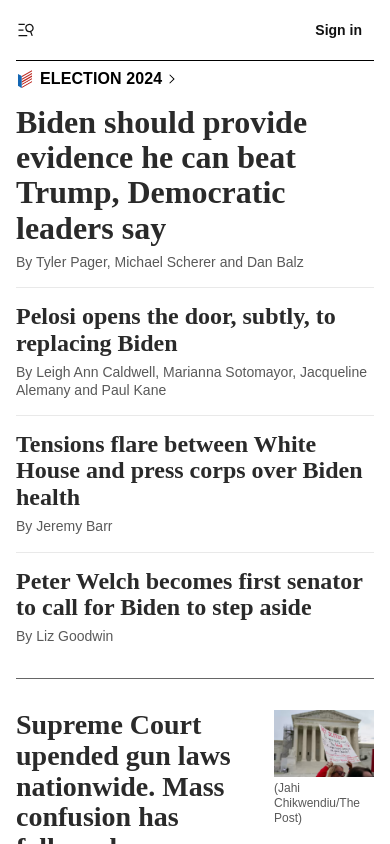 Sign in
ELECTION 2024
Biden should provide
evidence he can beat
Trump, Democratic
leaders say
By Tyler Pager, Michael Scherer and Dan Balz
Pelosi opens the door, subtly, to
replacing Biden
By Leigh Ann Caldwell, Marianna Sotomayor, Jacqueline
Alemany and Paul Kane
Tensions flare between White
House and press corps over Biden
health
By Jeremy Barr
Peter Welch becomes first senator
to call for Biden to step aside
By Liz Goodwin
Supreme Court
upended gun laws
nationwide. Mass
confusion has
(Jahi
Chikwendiu/The
Post)